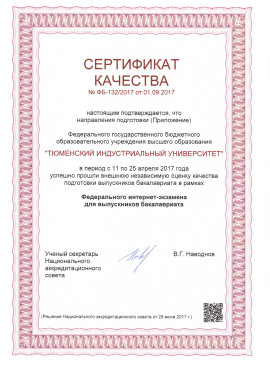 СЕРТИФИКАТ
КАЧЕСТВА
№ ФБ-132/2017 от 01.09.2017
настоящим подтверждается, что
направления подготовки (Приложение)
Федерального государственного бюджетного
образовательного учреждения высшего образования
"ТЮМЕНСКИЙ ИНДУСТРИАЛЬНЫЙ УНИВЕРСИТЕТ"
в период с 11 по 25 апреля 2017 года
успешно прошли внешнюю независимую оценку качества
подготовки выпускников бакалавриата в рамках
Федерального интернет-экзамена
для выпускников бакалавриата
Ученый секретарь
Национального
аккредитационного
совета
В.Г. Наводнов
(Решение Национального аккредитационного совета от 29 июня 2017 г.)